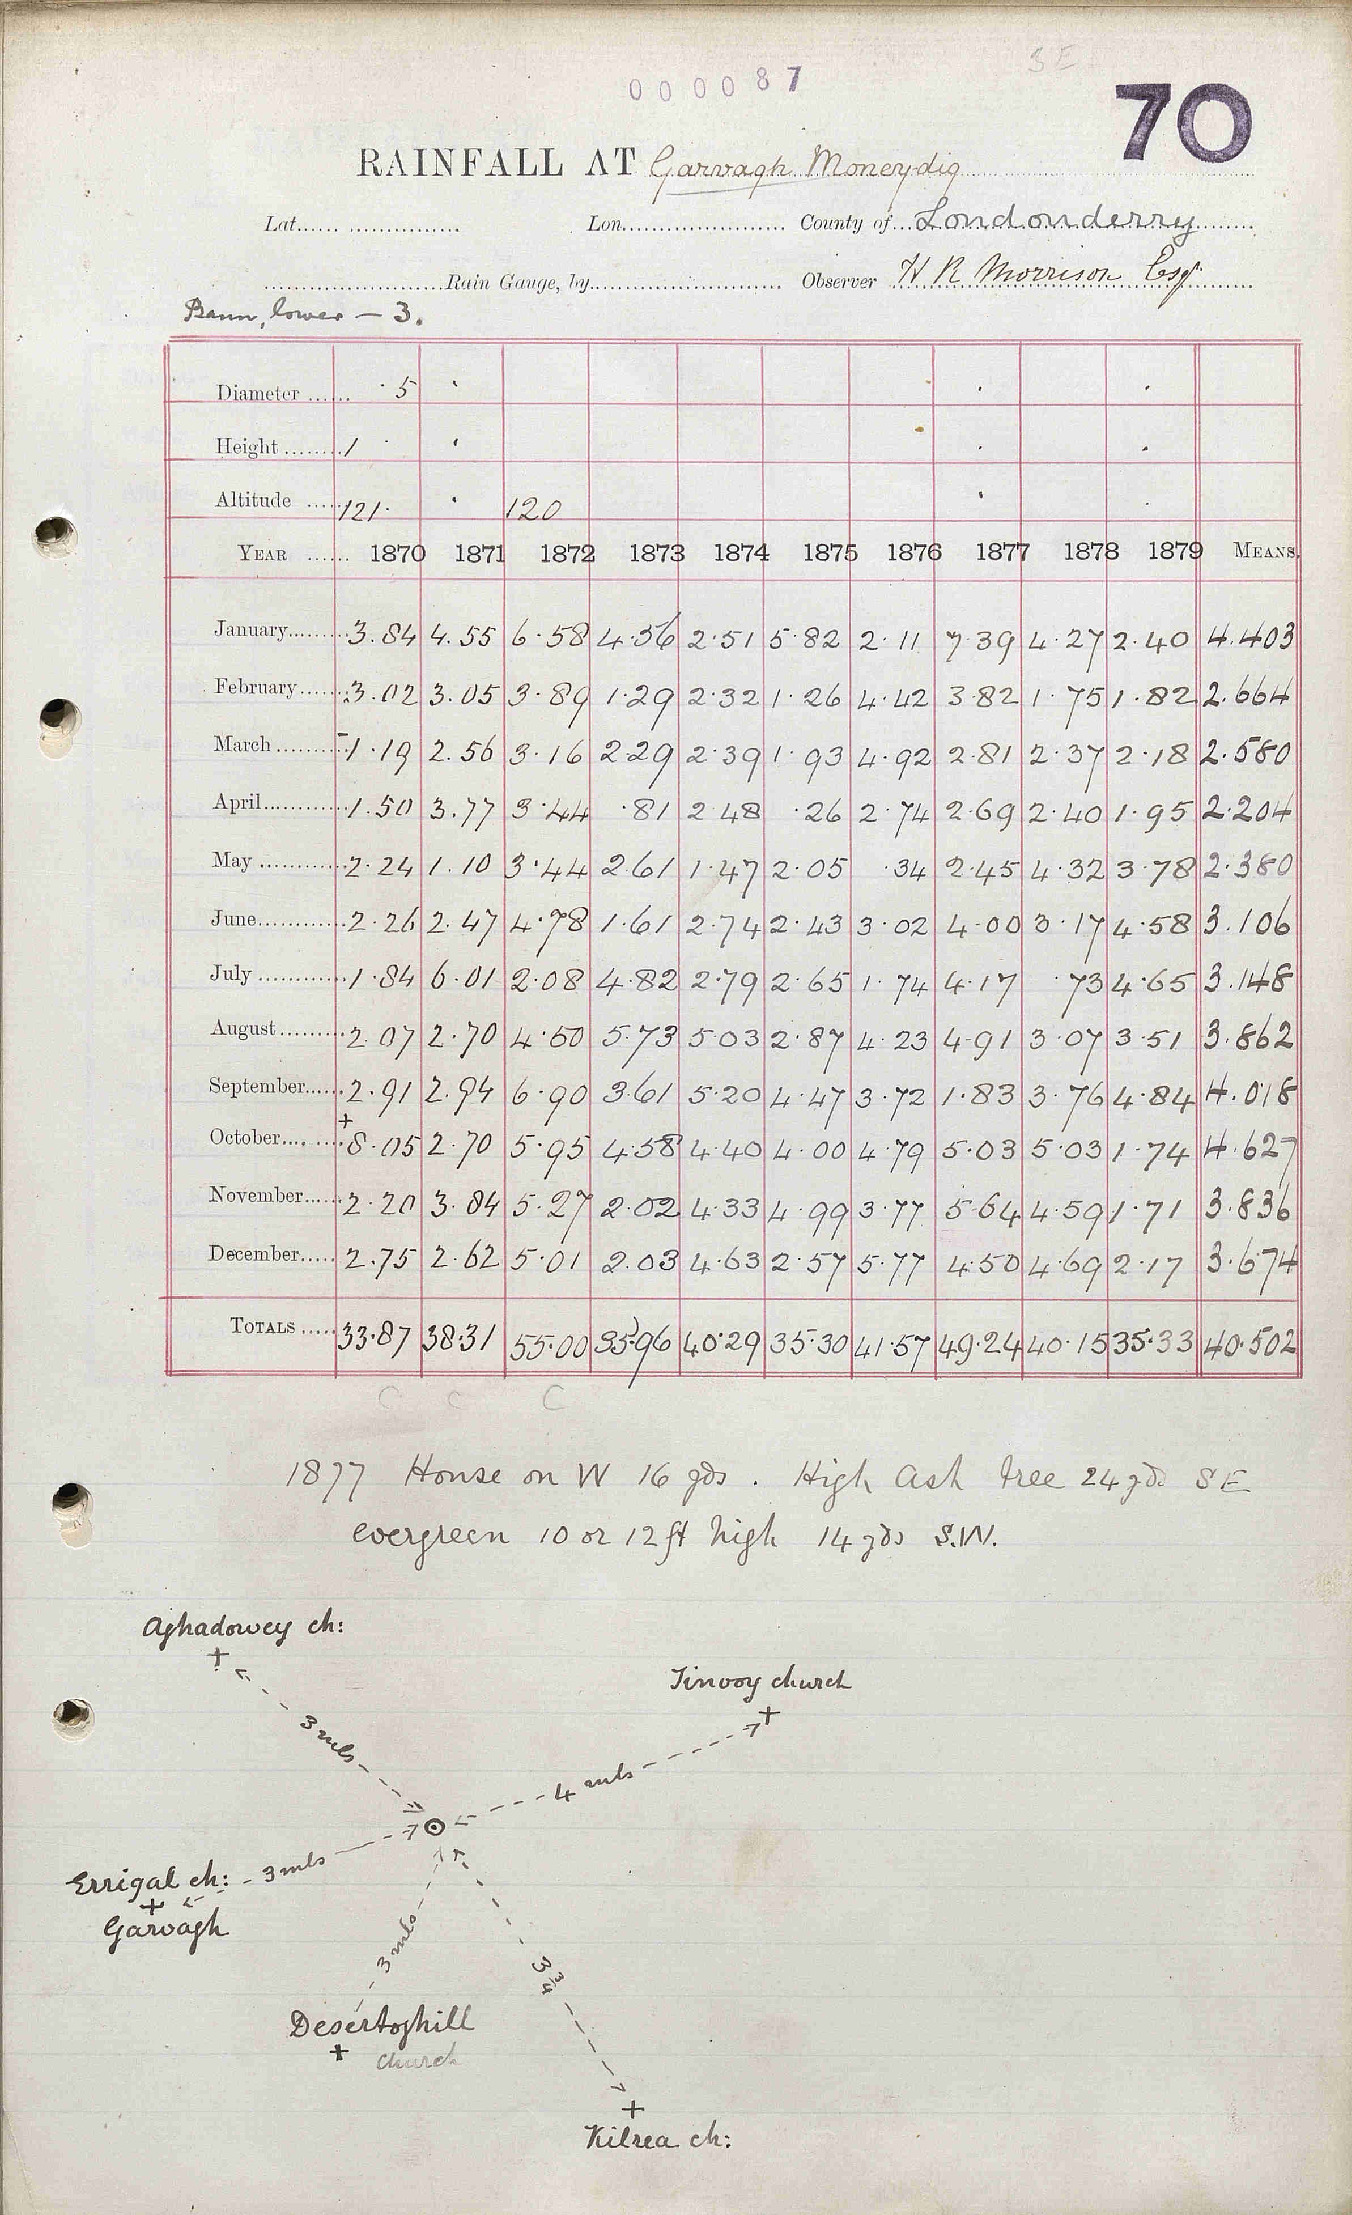 3E
000087
70
RAINFALL AT Garvagh Moneydig
Lat. Lon. County of Londonderry
Rain Gauge, by Observer H R Morrison Esqr
Bann, lower — 3.
Diameter 5
Height 1
Altitude 121 120
YEAR 1870 1871 1872 1873 1874 1875 1876 1877 1878 1879 MEANS.
January 3.84 4.55 6.58 4.56 2.51 5.82 2.11 7.39 4.27 2.40 4.403
February 3.02 3.05 3.89 1.29 2.32 1.26 4.42 3.82 1.75 1.82 2.664
March 1.19 2.56 3.16 2.29 2.39 1.93 4.92 2.81 2.37 2.18 2.580
April 1.50 3.77 3.44 .81 2.48 .26 2.74 2.69 2.40 1.95 2.204
May 2.24 1.10 3.44 2.61 1.47 2.05 .34 2.45 4.32 3.78 2.380
June 2.26 2.47 4.78 1.61 2.74 2.43 3.02 4.00 3.17 4.58 3.106
July 1.84 6.01 2.08 4.82 2.79 2.65 1.74 4.17 .73 4.65 3.148
August 2.07 2.70 4.50 5.73 5.03 2.87 4.23 4.91 3.07 3.51 3.862
September 2.91 2.94 6.90 3.61 5.20 4.47 3.72 1.83 3.76 4.84 4.018
October +8.05 2.70 5.95 4.58 4.40 4.00 4.79 5.03 5.03 1.74 4.627
November 2.20 3.84 5.27 2.02 4.33 4.99 3.77 5.64 4.59 1.71 3.836
December 2.75 2.62 5.01 2.03 4.63 2.57 5.77 4.50 4.69 2.17 3.674
TOTALS 33.87 38.31 55.00 35.96 40.29 35.30 41.57 49.24 40.15 35.33 40.502
C C C
1877 House on W 16 yds. High Ash tree 24 yds SE
evergreen 10 or 12 ft high 14 yds S.W.
Aghadowey ch:
Finvoy church
3 mls
4 mls
Errigal ch: 3 mls
Garvagh
3 mls
3 3/4
Desertoghill
church
Kilrea ch: